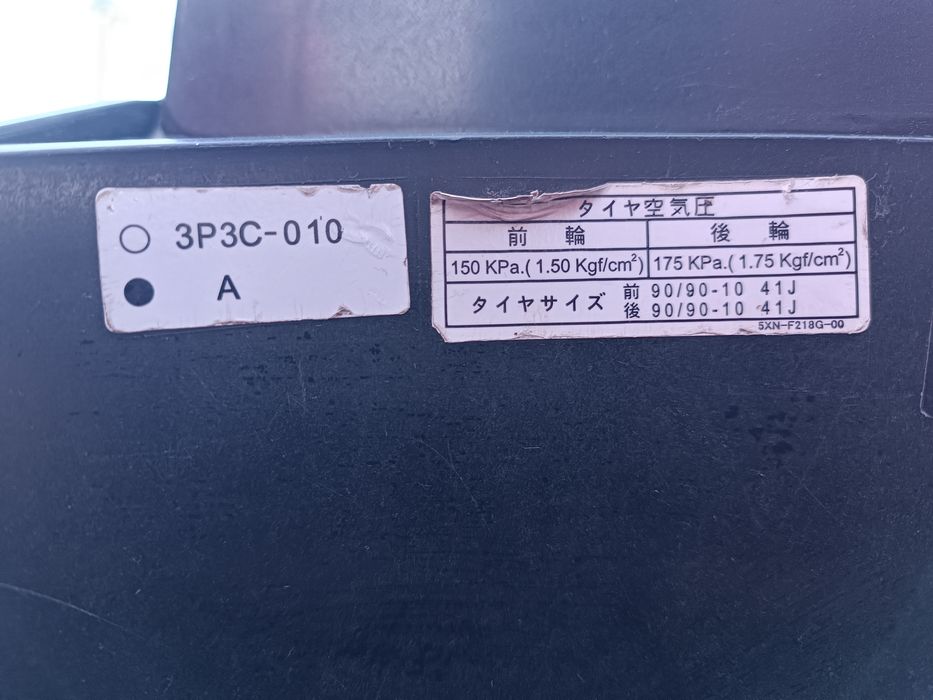 3P3C-010
A
タイヤ空気圧
前輪 後輪
150 KPa.( 1.50 Kgf/cm²) 175 KPa.( 1.75 Kgf/cm²)
タイヤサイズ 前 90/90-10 41J
後 90/90-10 41J
5XN-F218G-00